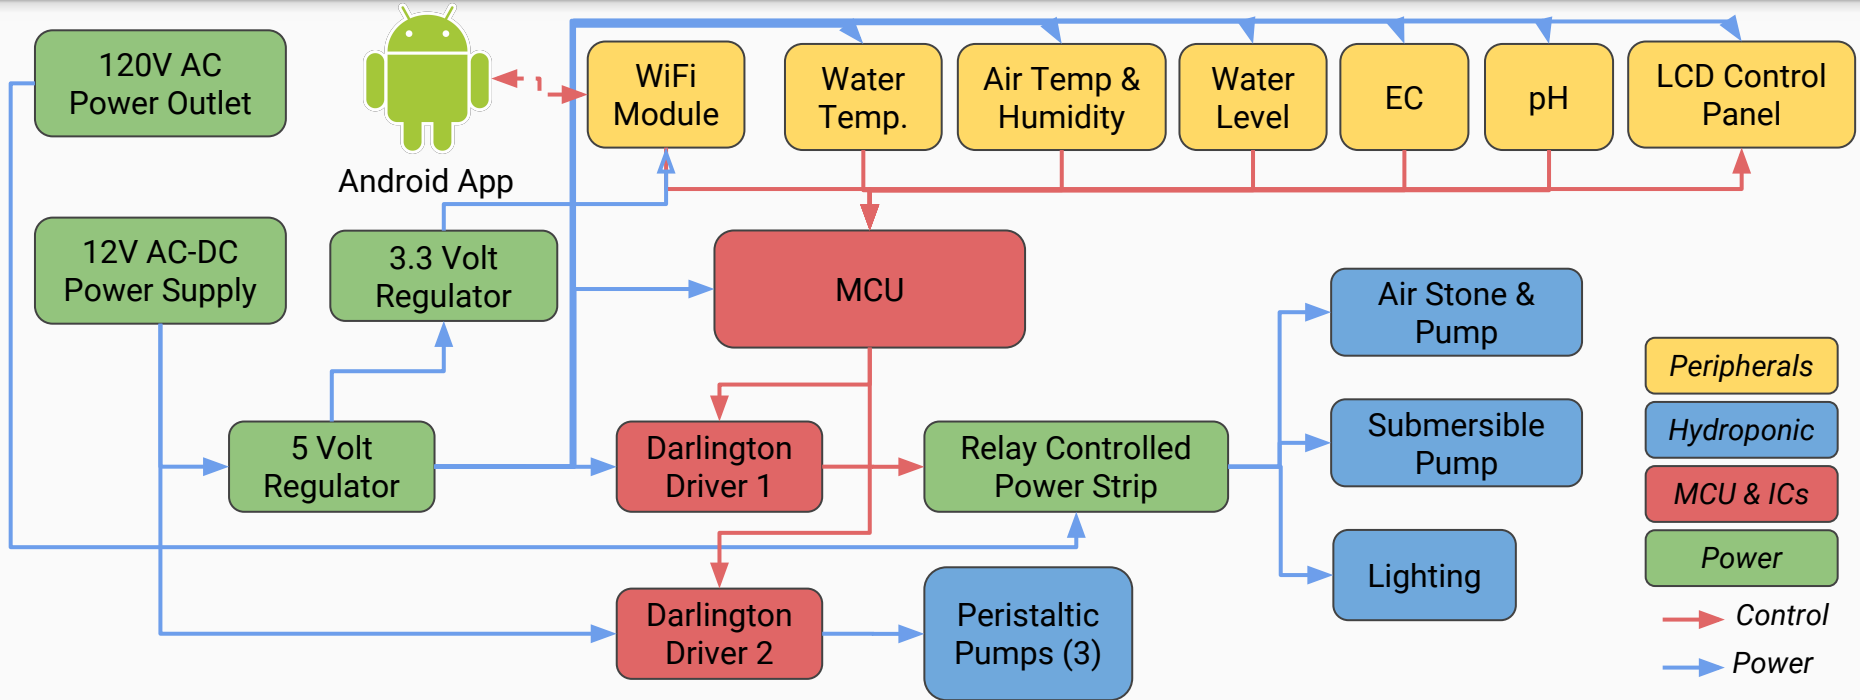 120V AC
Power Outlet
Android App
WiFi
Module
Water
Temp.
Air Temp &
Humidity
Water
Level
EC
pH
LCD Control
Panel
12V AC-DC
Power Supply
3.3 Volt
Regulator
MCU
Air Stone &
Pump
Submersible
Pump
Lighting
5 Volt
Regulator
Darlington
Driver 1
Relay Controlled
Power Strip
Darlington
Driver 2
Peristaltic
Pumps (3)
Peripherals
Hydroponic
MCU & ICs
Power
Control
Power